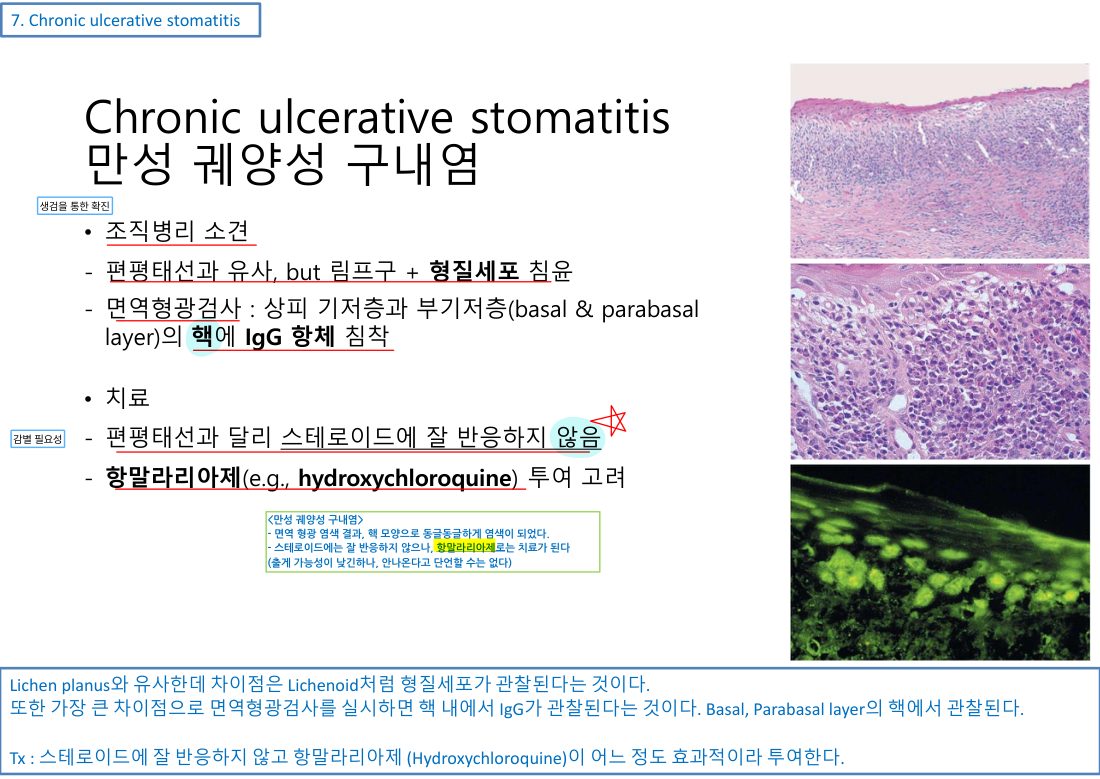 7. Chronic ulcerative stomatitis
Chronic ulcerative stomatitis
만성 궤양성 구내염
생검을 통한 확진
• 조직병리 소견
- 편평태선과 유사, but 림프구 + 형질세포 침윤
- 면역형광검사 : 상피 기저층과 부기저층(basal & parabasal
layer)의 핵에 IgG 항체 침착
• 치료
감별 필요성
- 편평태선과 달리 스테로이드에 잘 반응하지 않음
- 항말라리아제(e.g., hydroxychloroquine) 투여 고려
<만성 궤양성 구내염>
- 면역 형광 염색 결과, 핵 모양으로 동글동글하게 염색이 되었다.
- 스테로이드에는 잘 반응하지 않으나, 항말라리아제로는 치료가 된다
(출게 가능성이 낮긴하나, 안나온다고 단언할 수는 없다)
Lichen planus와 유사한데 차이점은 Lichenoid처럼 형질세포가 관찰된다는 것이다.
또한 가장 큰 차이점으로 면역형광검사를 실시하면 핵 내에서 IgG가 관찰된다는 것이다. Basal, Parabasal layer의 핵에서 관찰된다.
Tx : 스테로이드에 잘 반응하지 않고 항말라리아제 (Hydroxychloroquine)이 어느 정도 효과적이라 투여한다.